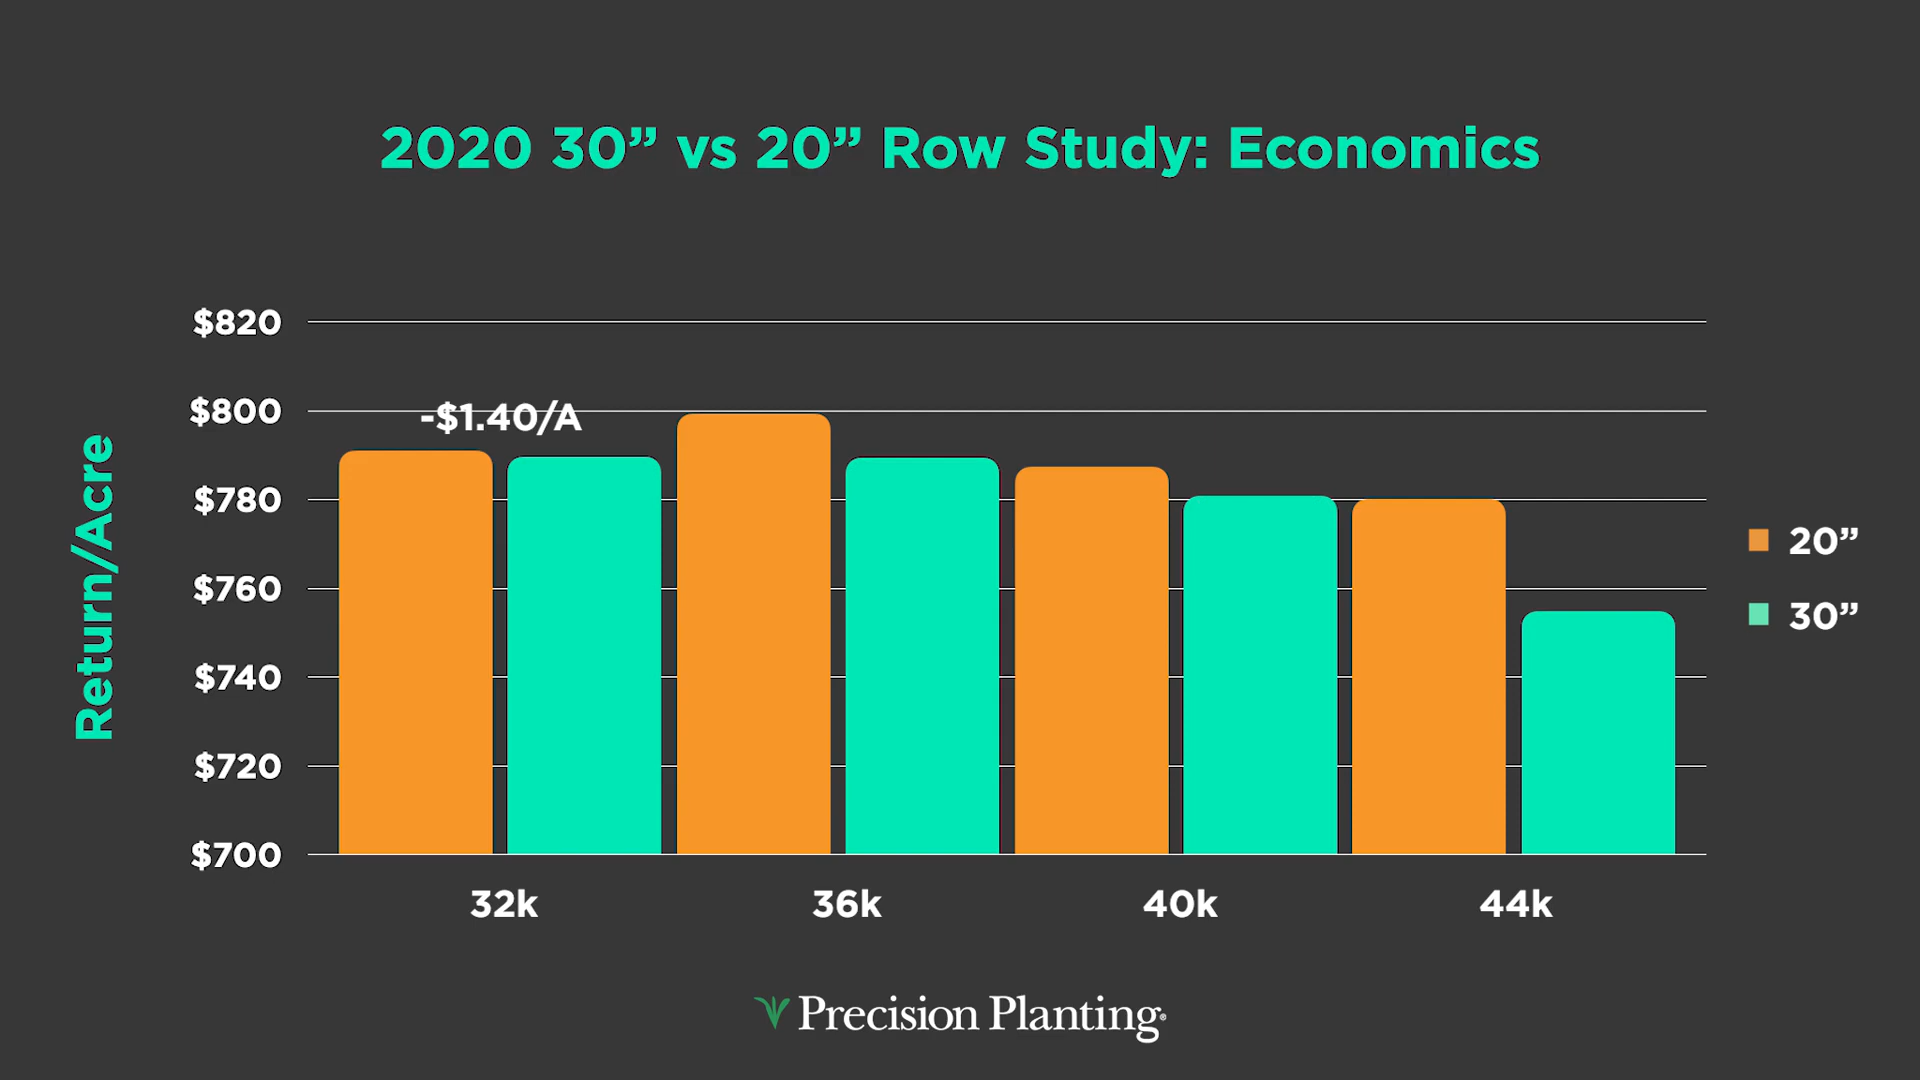 2020 30” vs 20” Row Study: Economics
$820
$800
-$1.40/A
$780
$760
$740
$720
$700
Return/Acre
20”
30”
32k
36k
40k
44k
Precision Planting®